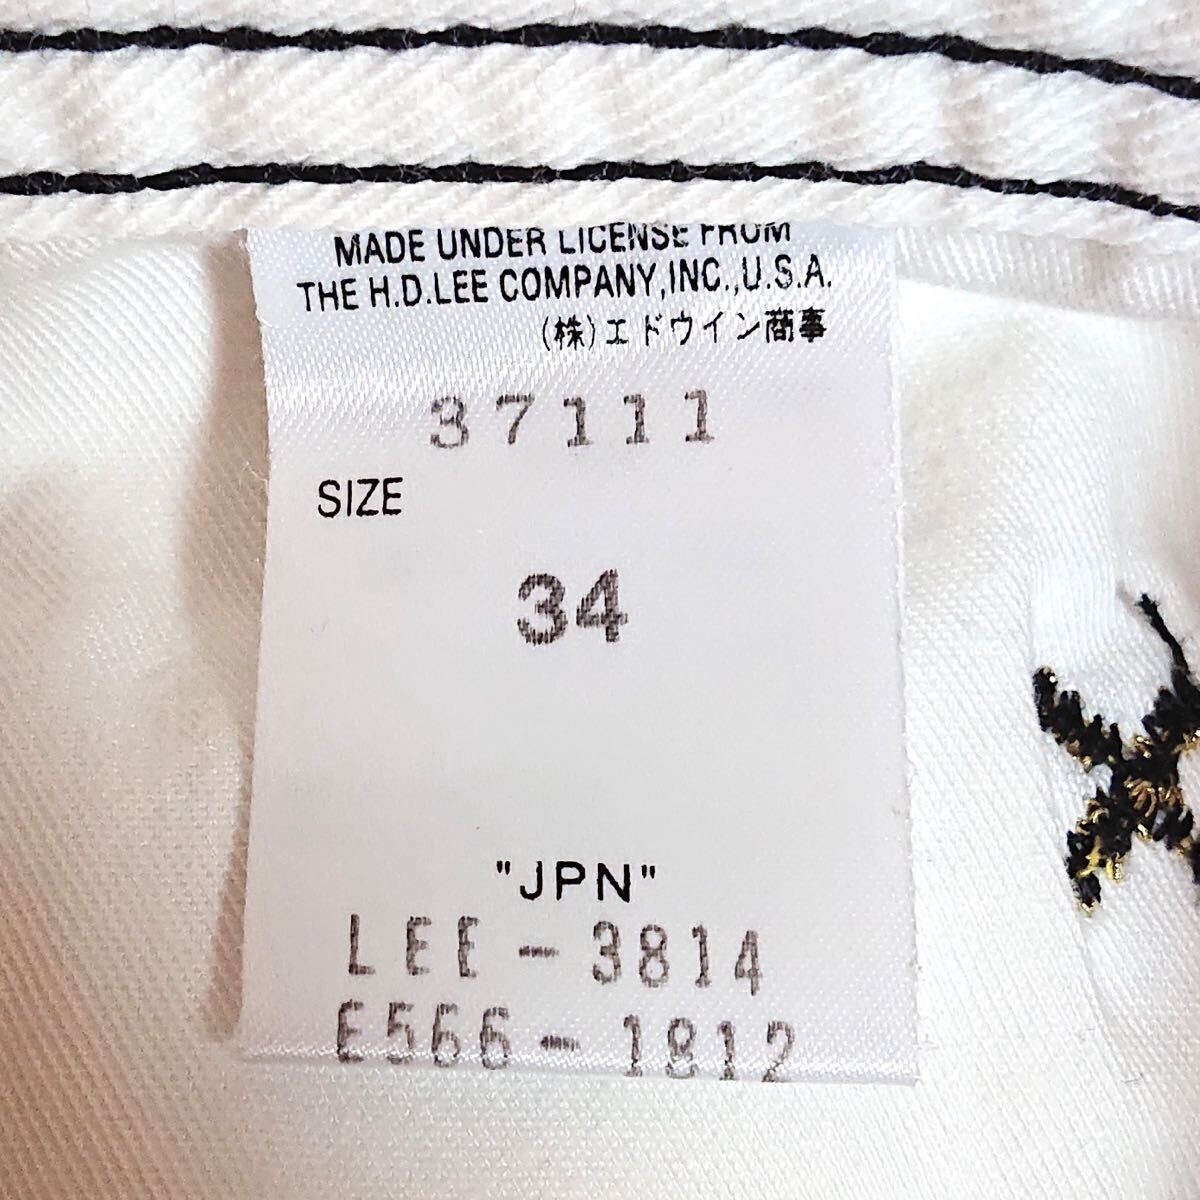 MADE UNDER LICENSE FROM
THE H.D.LEE COMPANY,INC.,U.S.A.
(株)エドウイン商事
37111
SIZE
34
"JPN"
LEE-3814
E566-1812